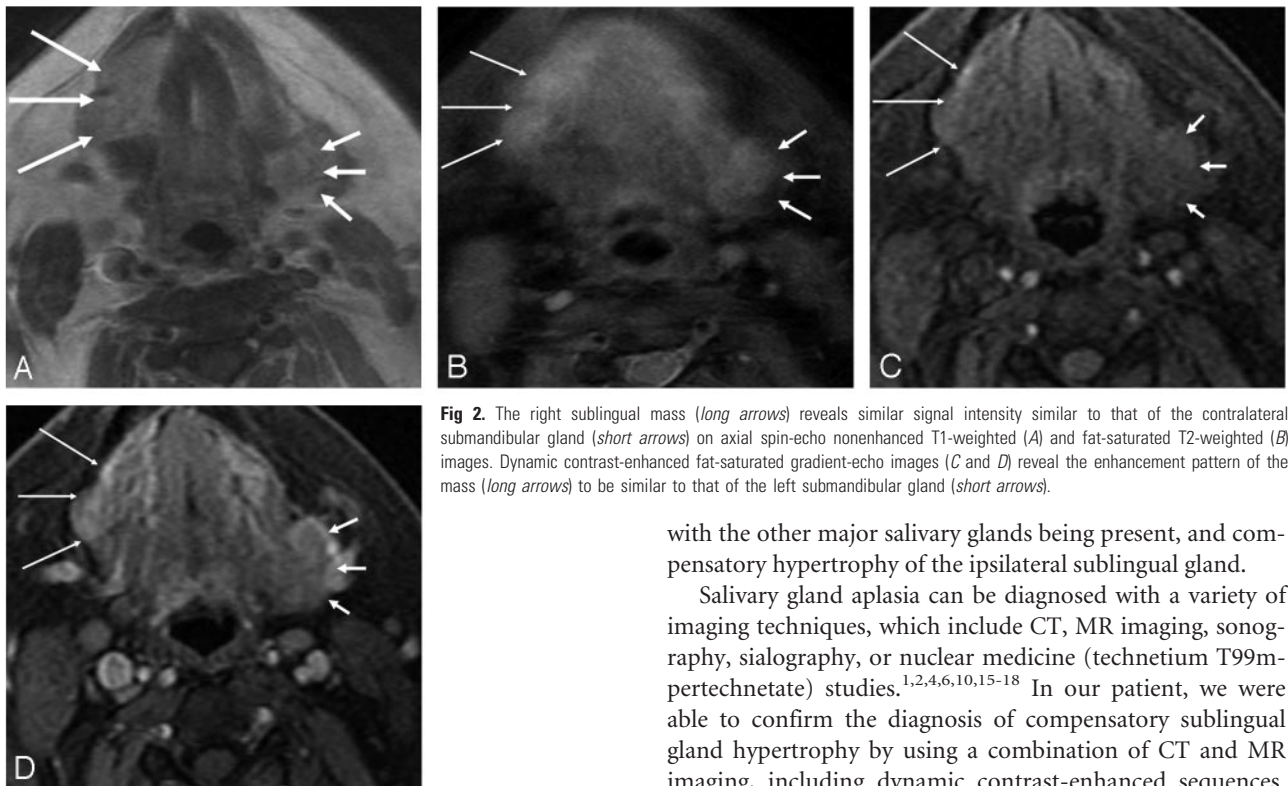 A
B
C
Fig 2. The right sublingual mass (long arrows) reveals similar signal intensity similar to that of the contralateral
submandibular gland (short arrows) on axial spin-echo nonenhanced T1-weighted (A) and fat-saturated T2-weighted (B)
images. Dynamic contrast-enhanced fat-saturated gradient-echo images (C and D) reveal the enhancement pattern of the
mass (long arrows) to be similar to that of the left submandibular gland (short arrows).
D
with the other major salivary glands being present, and com-
pensatory hypertrophy of the ipsilateral sublingual gland.
Salivary gland aplasia can be diagnosed with a variety of
imaging techniques, which include CT, MR imaging, sonog-
raphy, sialography, or nuclear medicine (technetium T99m-
pertechnetate) studies.1,2,4,6,10,15-18 In our patient, we were
able to confirm the diagnosis of compensatory sublingual
gland hypertrophy by using a combination of CT and MR
imaging, including dynamic contrast-enhanced sequences.